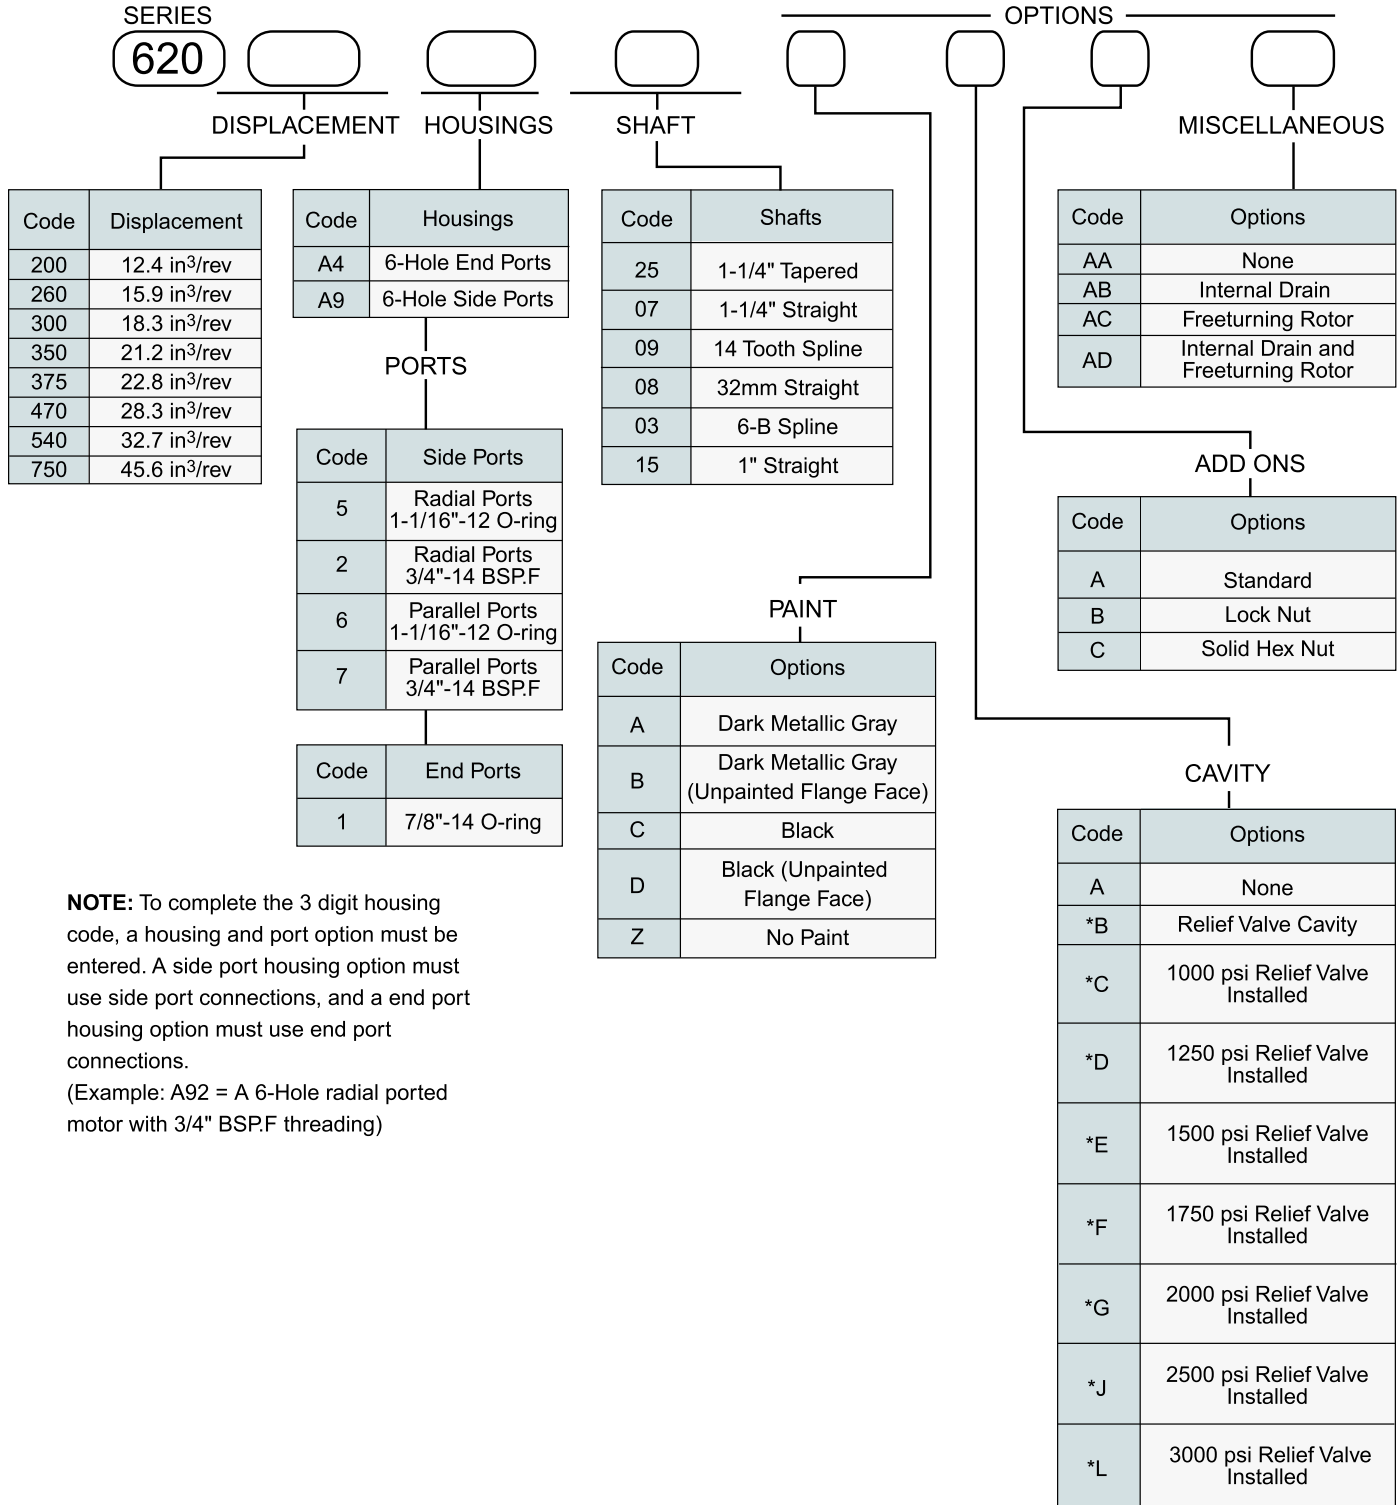 SERIES
OPTIONS
620
DISPLACEMENT
HOUSINGS
SHAFT
MISCELLANEOUS
Code Displacement
200 12.4 in³/rev
260 15.9 in³/rev
300 18.3 in³/rev
350 21.2 in³/rev
375 22.8 in³/rev
470 28.3 in³/rev
540 32.7 in³/rev
750 45.6 in³/rev
Code Housings
A4 6-Hole End Ports
A9 6-Hole Side Ports
PORTS
Code Side Ports
5 Radial Ports
1-1/16"-12 O-ring
2 Radial Ports
3/4"-14 BSP.F
6 Parallel Ports
1-1/16"-12 O-ring
7 Parallel Ports
3/4"-14 BSP.F
Code End Ports
1 7/8"-14 O-ring
Code Shafts
25 1-1/4" Tapered
07 1-1/4" Straight
09 14 Tooth Spline
08 32mm Straight
03 6-B Spline
15 1" Straight
PAINT
Code Options
A Dark Metallic Gray
B Dark Metallic Gray
(Unpainted Flange Face)
C Black
D Black (Unpainted
Flange Face)
Z No Paint
Code Options
AA None
AB Internal Drain
AC Freeturning Rotor
AD Internal Drain and
Freeturning Rotor
ADD ONS
Code Options
A Standard
B Lock Nut
C Solid Hex Nut
CAVITY
Code Options
A None
*B Relief Valve Cavity
*C 1000 psi Relief Valve
Installed
*D 1250 psi Relief Valve
Installed
*E 1500 psi Relief Valve
Installed
*F 1750 psi Relief Valve
Installed
*G 2000 psi Relief Valve
Installed
*J 2500 psi Relief Valve
Installed
*L 3000 psi Relief Valve
Installed
NOTE: To complete the 3 digit housing
code, a housing and port option must be
entered. A side port housing option must
use side port connections, and a end port
housing option must use end port
connections.
(Example: A92 = A 6-Hole radial ported
motor with 3/4" BSP.F threading)